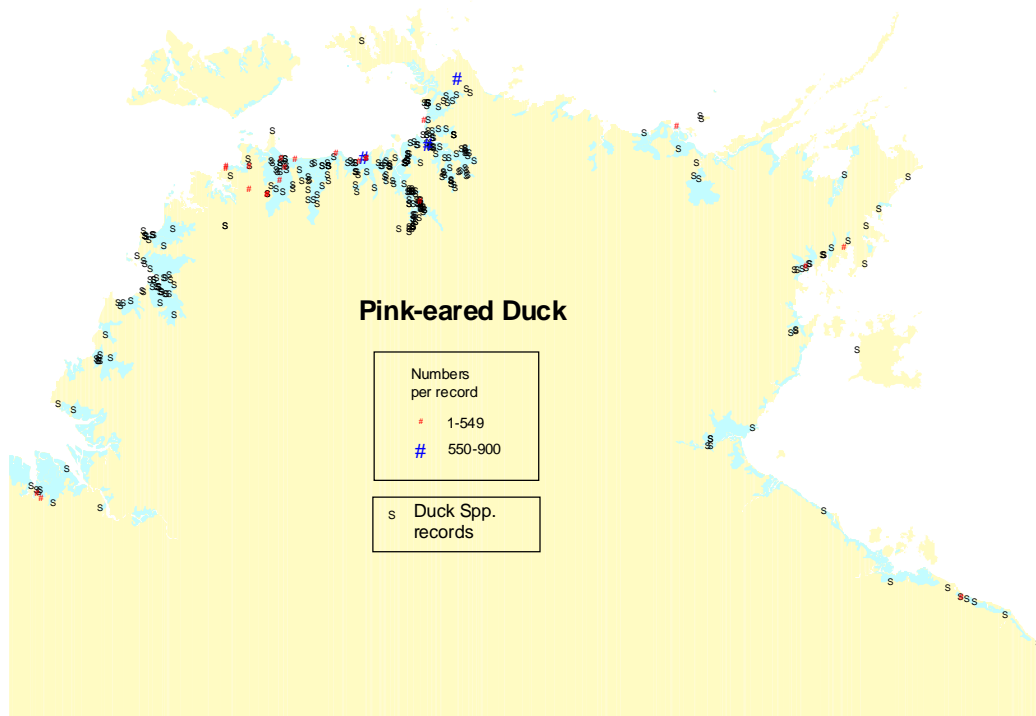 Pink-eared Duck
Numbers
per record
# 1-549
# 550-900
S Duck Spp.
records